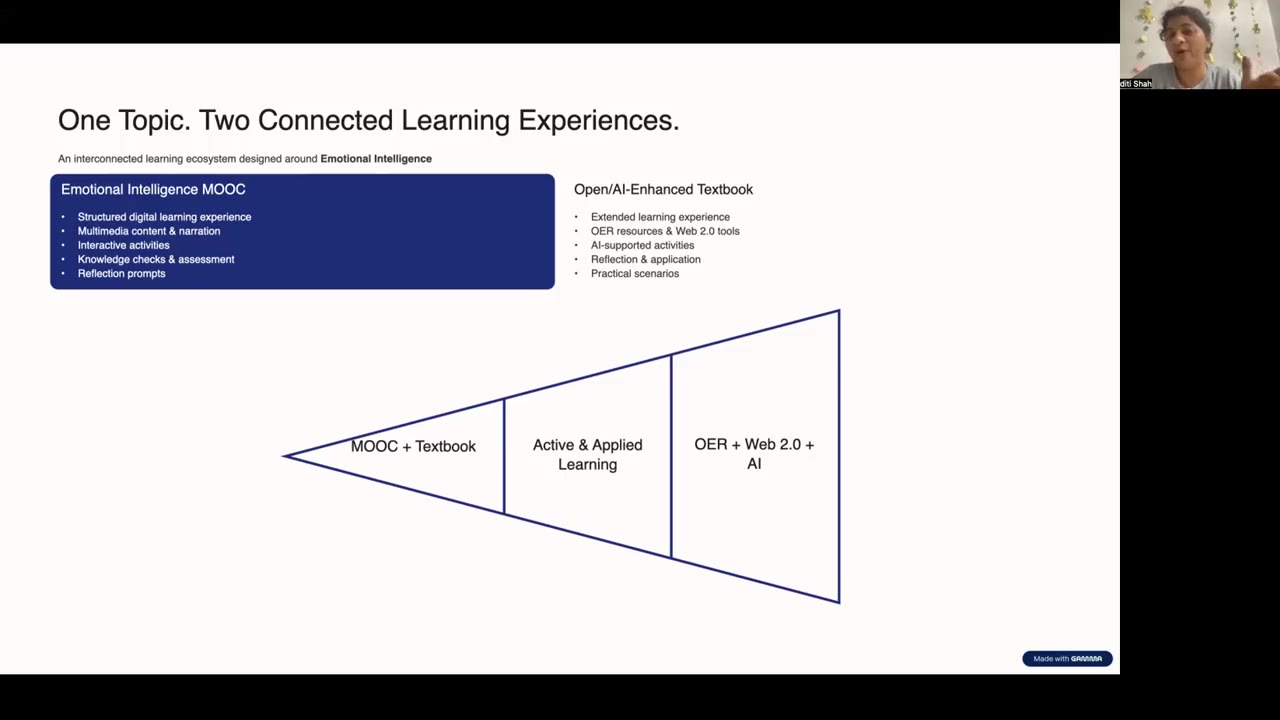 One Topic. Two Connected Learning Experiences.
An interconnected learning ecosystem designed around Emotional Intelligence
Emotional Intelligence MOOC
• Structured digital learning experience
• Multimedia content & narration
• Interactive activities
• Knowledge checks & assessment
• Reflection prompts
Open/AI-Enhanced Textbook
• Extended learning experience
• OER resources & Web 2.0 tools
• AI-supported activities
• Reflection & application
• Practical scenarios
MOOC + Textbook
Active & Applied
Learning
OER + Web 2.0 +
AI
Made with GAMMA
diti Shah